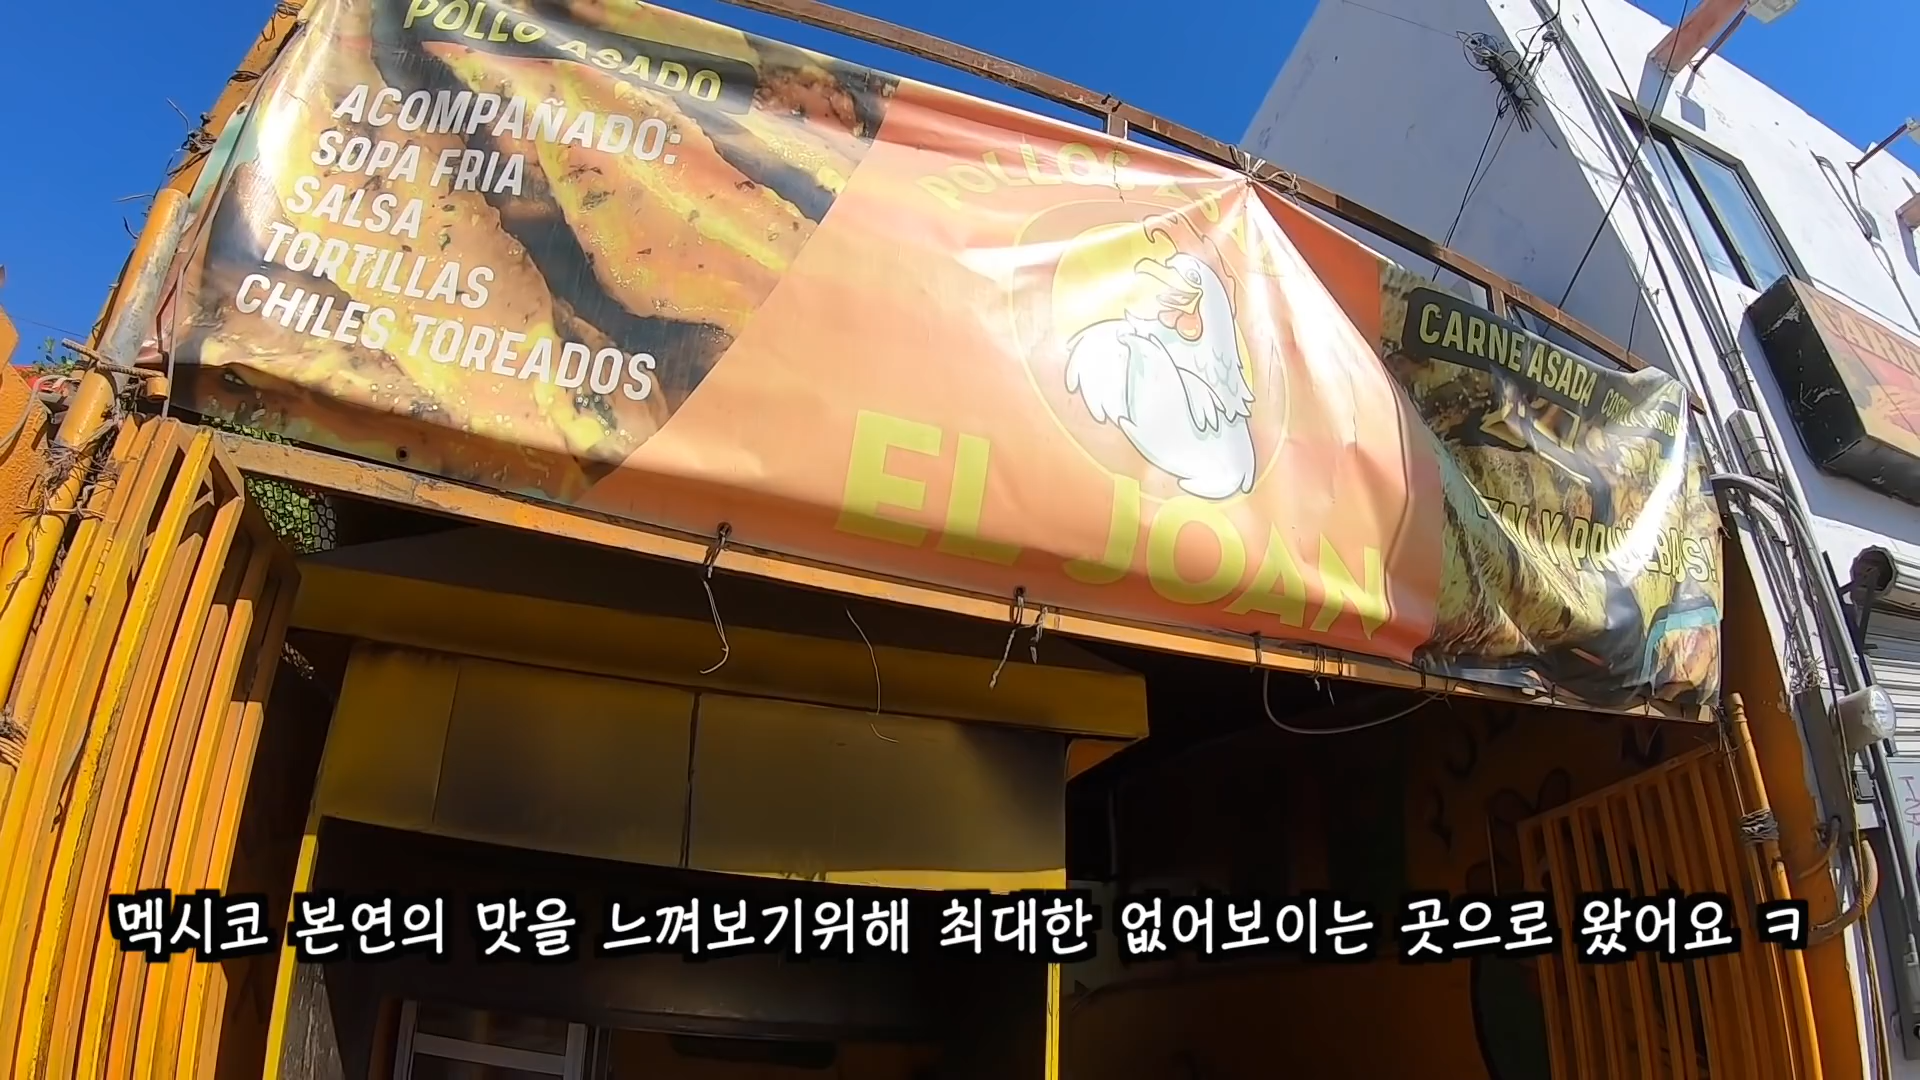 POLLO ASADO
ACOMPAÑADO:
SOPA FRIA
SALSA
TORTILLAS
CHILES TOREADOS
POLLOS
EL JOAN
CARNE ASADA
Y PRUEBAS!
멕시코 본연의 맛을 느껴보기위해 최대한 없어보이는 곳으로 왔어요 ㅋ